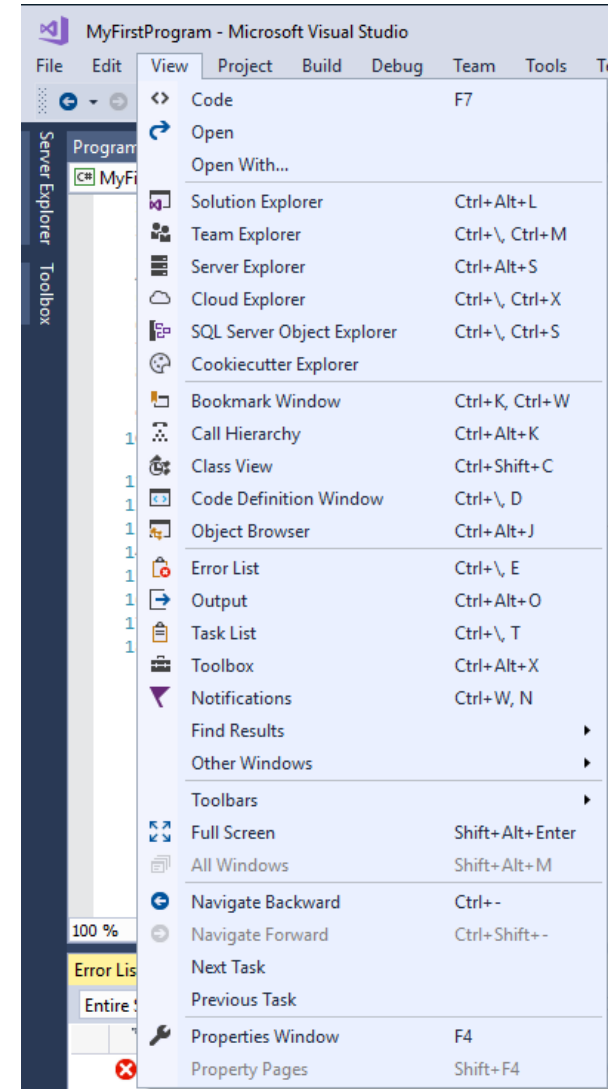 MyFirstProgram - Microsoft Visual Studio
File Edit View Project Build Debug Team Tools
Server Explorer
Toolbox
Program
C# MyFi
Code F7
Open
Open With...
Solution Explorer Ctrl+Alt+L
Team Explorer Ctrl+\, Ctrl+M
Server Explorer Ctrl+Alt+S
Cloud Explorer Ctrl+\, Ctrl+X
SQL Server Object Explorer Ctrl+\, Ctrl+S
Cookiecutter Explorer
Bookmark Window Ctrl+K, Ctrl+W
Call Hierarchy Ctrl+Alt+K
Class View Ctrl+Shift+C
Code Definition Window Ctrl+\, D
Object Browser Ctrl+Alt+J
Error List Ctrl+\, E
Output Ctrl+Alt+O
Task List Ctrl+\, T
Toolbox Ctrl+Alt+X
Notifications Ctrl+W, N
Find Results
Other Windows
Toolbars
Full Screen Shift+Alt+Enter
All Windows Shift+Alt+M
Navigate Backward Ctrl+-
Navigate Forward Ctrl+Shift+-
Next Task
Previous Task
Properties Window F4
Property Pages Shift+F4
100 %
Error Lis
Entire